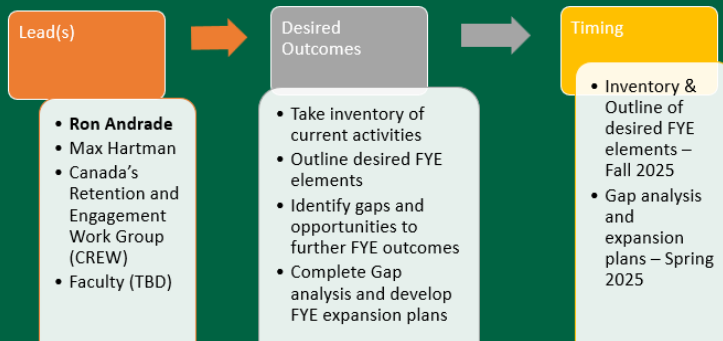 Lead(s)
• Ron Andrade
• Max Hartman
• Canada's
Retention and
Engagement
Work Group
(CREW)
• Faculty (TBD)
Desired
Outcomes
• Take inventory of
current activities
• Outline desired FYE
elements
• Identify gaps and
opportunities to
further FYE outcomes
• Complete Gap
analysis and develop
FYE expansion plans
Timing
• Inventory &
Outline of
desired FYE
elements –
Fall 2025
• Gap analysis
and
expansion
plans – Spring
2025